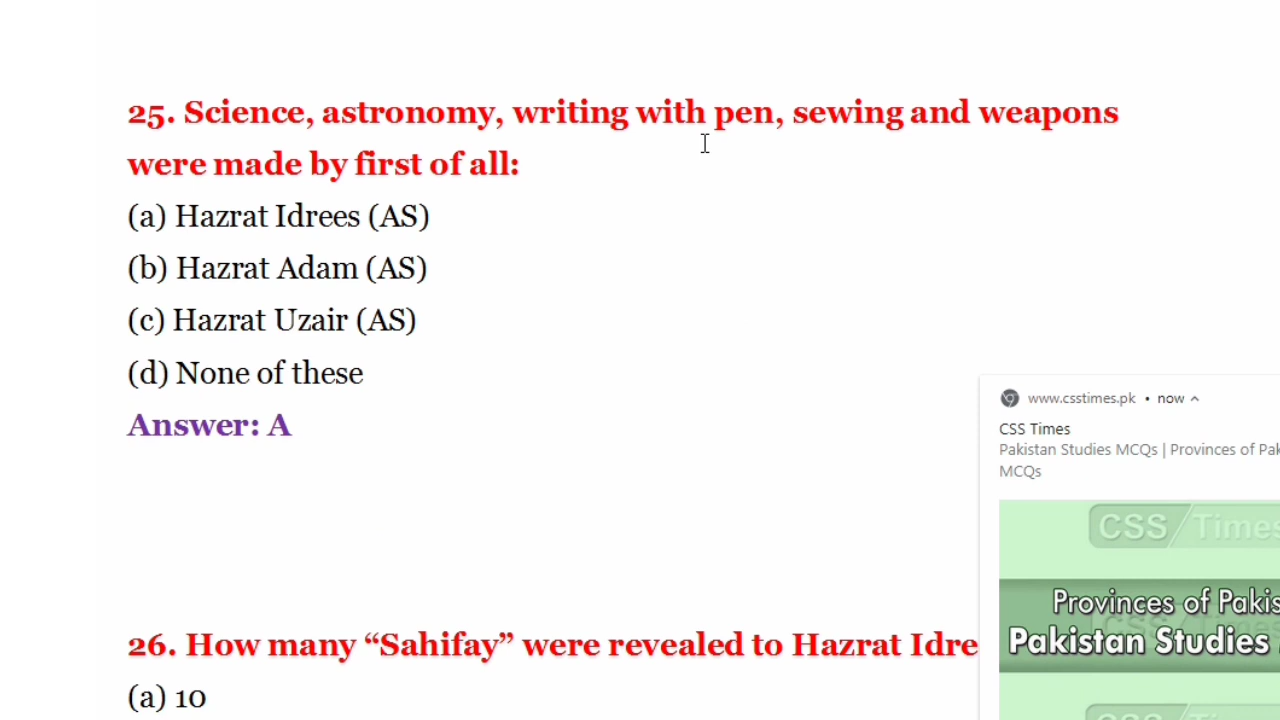 25. Science, astronomy, writing with pen, sewing and weapons
were made by first of all:
(a) Hazrat Idrees (AS)
(b) Hazrat Adam (AS)
(c) Hazrat Uzair (AS)
(d) None of these
Answer: A
26. How many “Sahifay” were revealed to Hazrat Idre
(a) 10
www.csstimes.pk • now
CSS Times
Pakistan Studies MCQs | Provinces of Pak
MCQs
CSS Times
Provinces of Pakis
Pakistan Studies